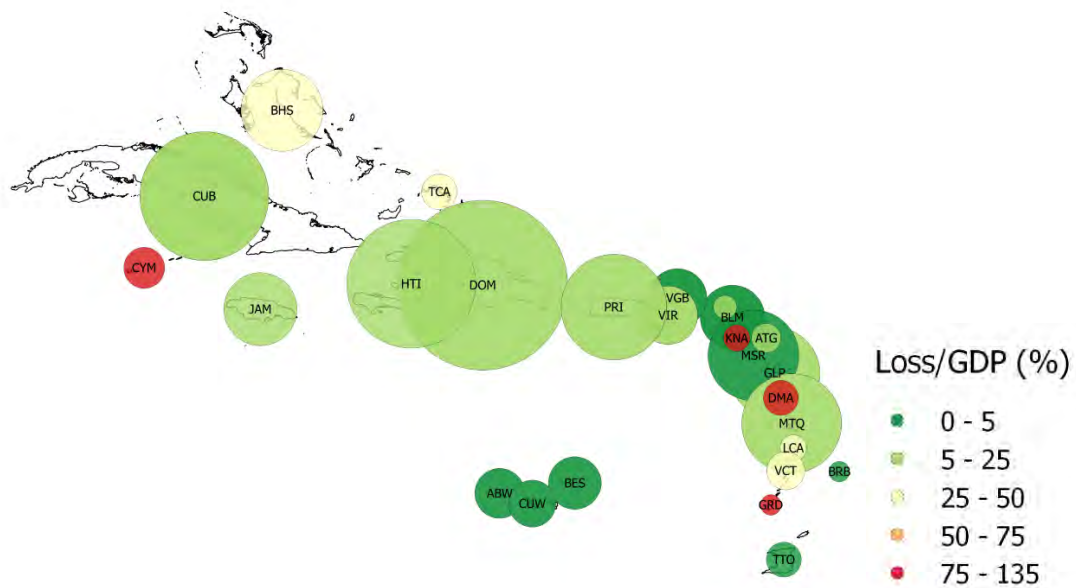 BHS
CUB
TCA
CYM
HTI
DOM
JAM
PRI
VGB
VIR
BLM
KNA
ATG
MSR
GLP
DMA
MTQ
LCA
VCT
BRB
ABW
CUW
BES
GRD
TTO
Loss/GDP (%)
0 - 5
5 - 25
25 - 50
50 - 75
75 - 135